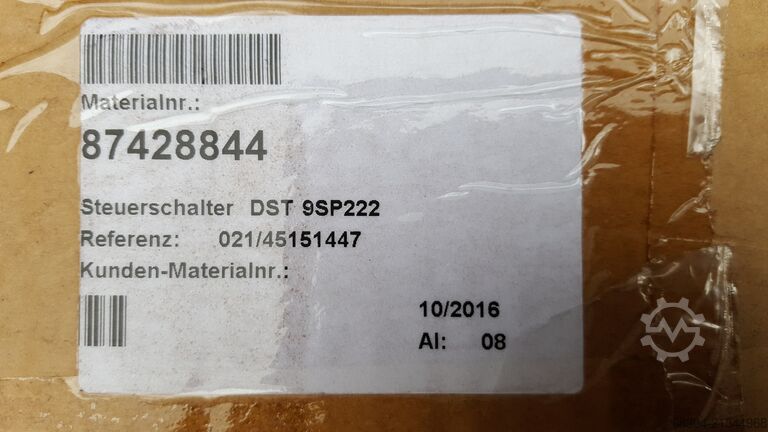 Materialnr.:
87428844
Steuerschalter DST 9SP222
Referenz: 021/45151447
Kunden-Materialnr.:
10/2016
AI: 08